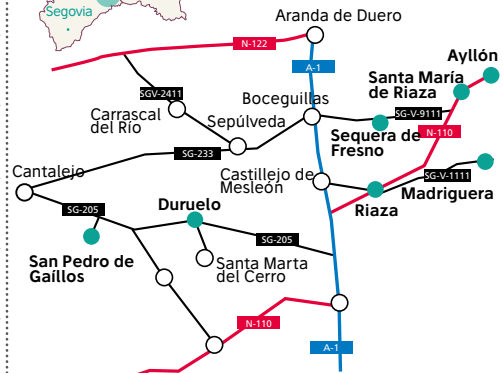 Segovia
Aranda de Duero
N-122
A-1
Ayllón
Santa María
de Riaza
SGV-2411
Boceguillas
SG-V-9111
Carrascal
del Río
Sepúlveda
Sequera de
Fresno
N-110
SG-233
Cantalejo
Castillejo de
Mesleón
SG-V-1111
Madriguera
Riaza
SG-205
Duruelo
SG-205
San Pedro de
Gaíllos
Santa Marta
del Cerro
N-110
A-1